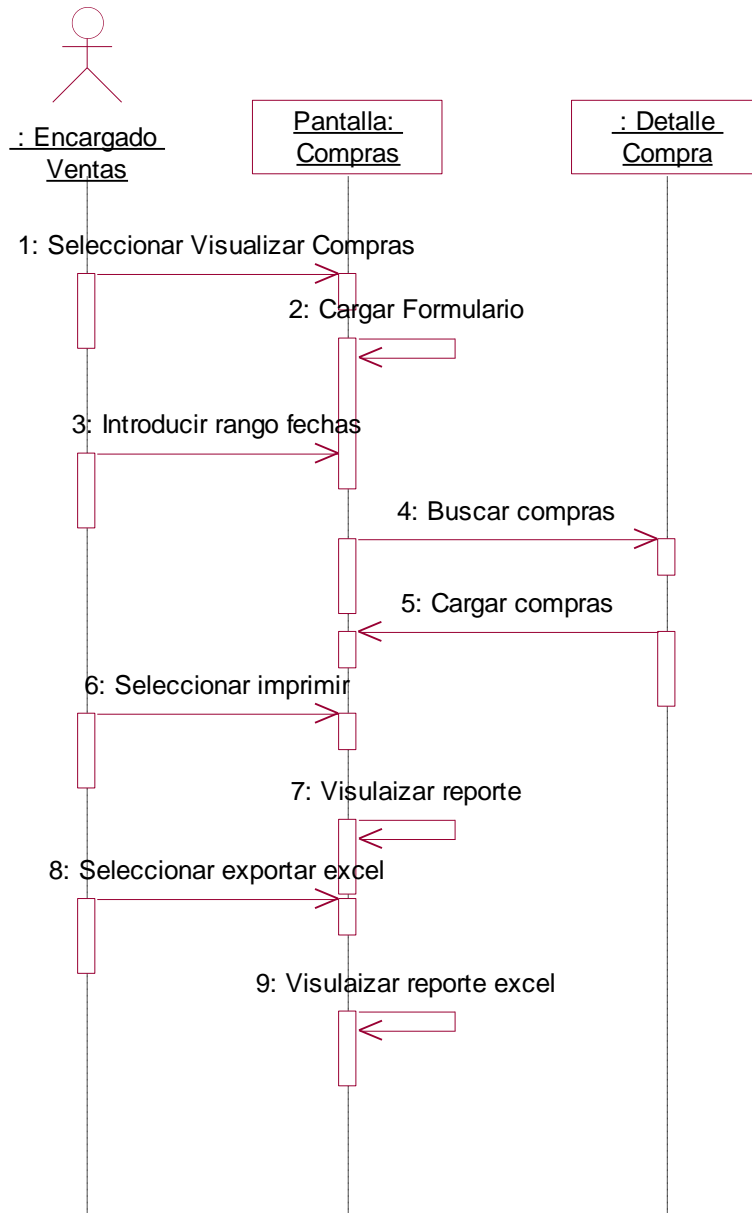 : Encargado
Ventas
Pantalla:
Compras
: Detalle
Compra
1: Seleccionar Visualizar Compras
2: Cargar Formulario
3: Introducir rango fechas
4: Buscar compras
5: Cargar compras
6: Seleccionar imprimir
7: Visulaizar reporte
8: Seleccionar exportar excel
9: Visulaizar reporte excel